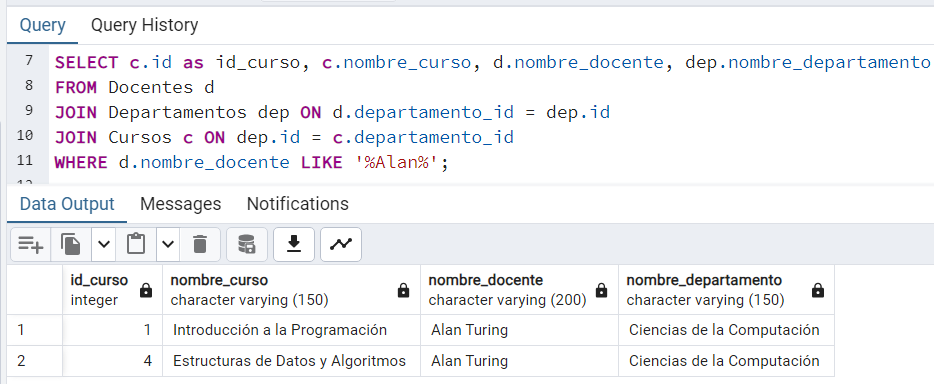 Query Query History
7 SELECT c.id as id_curso, c.nombre_curso, d.nombre_docente, dep.nombre_departamento
8 FROM Docentes d
9 JOIN Departamentos dep ON d.departamento_id = dep.id
10 JOIN Cursos c ON dep.id = c.departamento_id
11 WHERE d.nombre_docente LIKE '%Alan%';
Data Output Messages Notifications
id_curso nombre_curso nombre_docente nombre_departamento
integer character varying (150) character varying (200) character varying (150)
1 1 Introducción a la Programación Alan Turing Ciencias de la Computación
2 4 Estructuras de Datos y Algoritmos Alan Turing Ciencias de la Computación